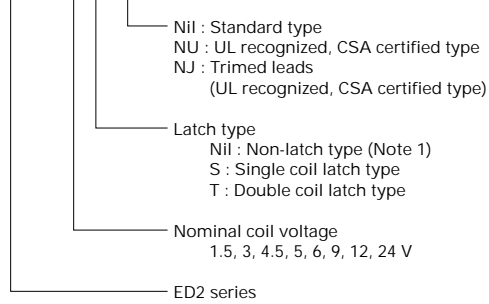 Nil : Standard type
NU : UL recognized, CSA certified type
NJ : Trimed leads
(UL recognized, CSA certified type)
Latch type
Nil : Non-latch type (Note 1)
S : Single coil latch type
T : Double coil latch type
Nominal coil voltage
1.5, 3, 4.5, 5, 6, 9, 12, 24 V
ED2 series